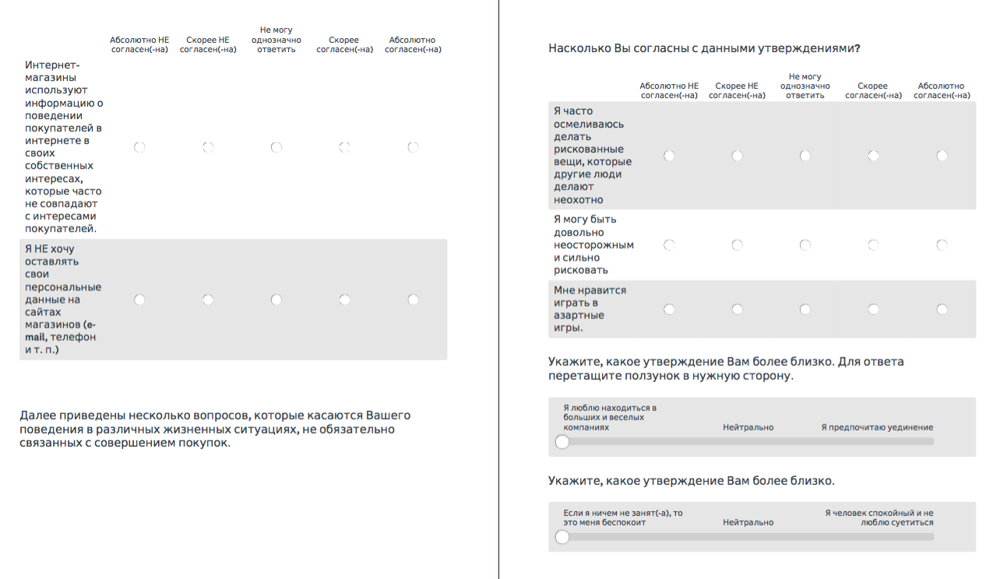 Абсолютно НЕ согласен(-на)
Скорее НЕ согласен(-на)
Не могу однозначно ответить
Скорее согласен(-на)
Абсолютно согласен(-на)
Интернет-
магазины
используют
информацию о
поведении
покупателей в
интернете в
своих
собственных
интересах,
которые часто
не совпадают
с интересами
покупателей.
Я НЕ хочу
оставлять
свои
персональные
данные на
сайтах
магазинов (e-
mail, телефон
и т. п.)
Далее приведены несколько вопросов, которые касаются Вашего
поведения в различных жизненных ситуациях, не обязательно
связанных с совершением покупок.
Насколько Вы согласны с данными утверждениями?
Абсолютно НЕ согласен(-на)
Скорее НЕ согласен(-на)
Не могу однозначно ответить
Скорее согласен(-на)
Абсолютно согласен(-на)
Я часто
осмеливаюсь
делать
рискованные
вещи, которые
другие люди
делают
неохотно
Я могу быть
довольно
неосторожным
и сильно
рисковать
Мне нравится
играть в
азартные
игры.
Укажите, какое утверждение Вам более близко. Для ответа
перетащите ползунок в нужную сторону.
Я люблю находиться в
больших и веселых
компаниях
Нейтрально
Я предпочитаю уединение
Укажите, какое утверждение Вам более близко.
Если я ничем не занят(-а), то
это меня беспокоит
Нейтрально
Я человек спокойный и не
люблю суетиться